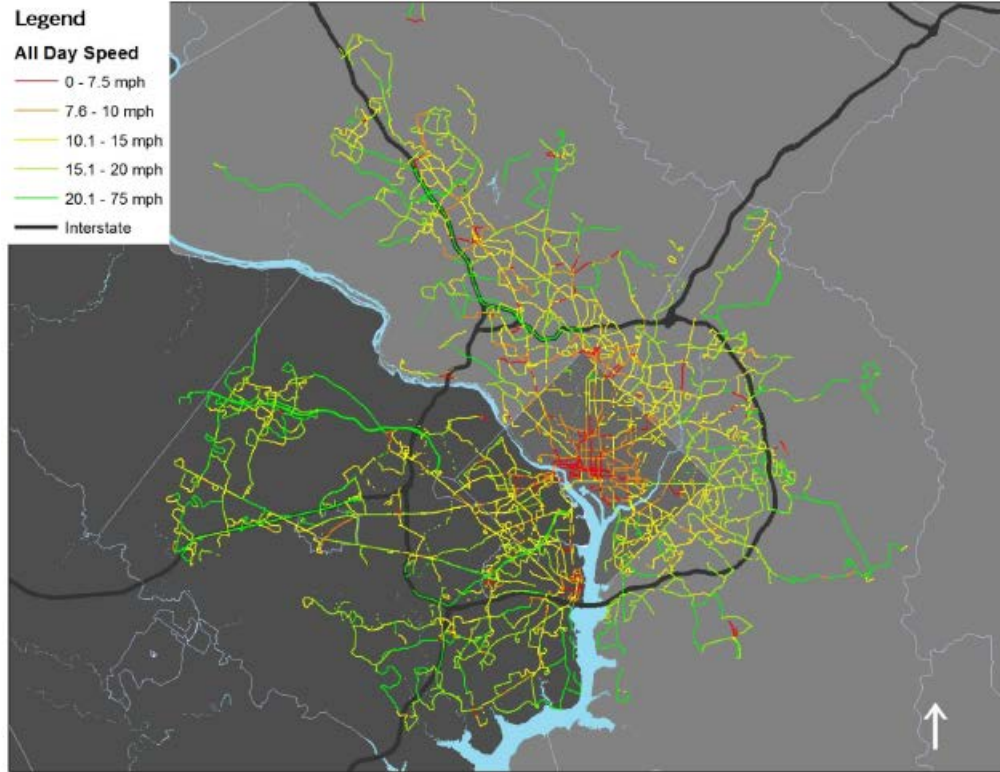 Legend
All Day Speed
0 - 7.5 mph
7.6 - 10 mph
10.1 - 15 mph
15.1 - 20 mph
20.1 - 75 mph
Interstate